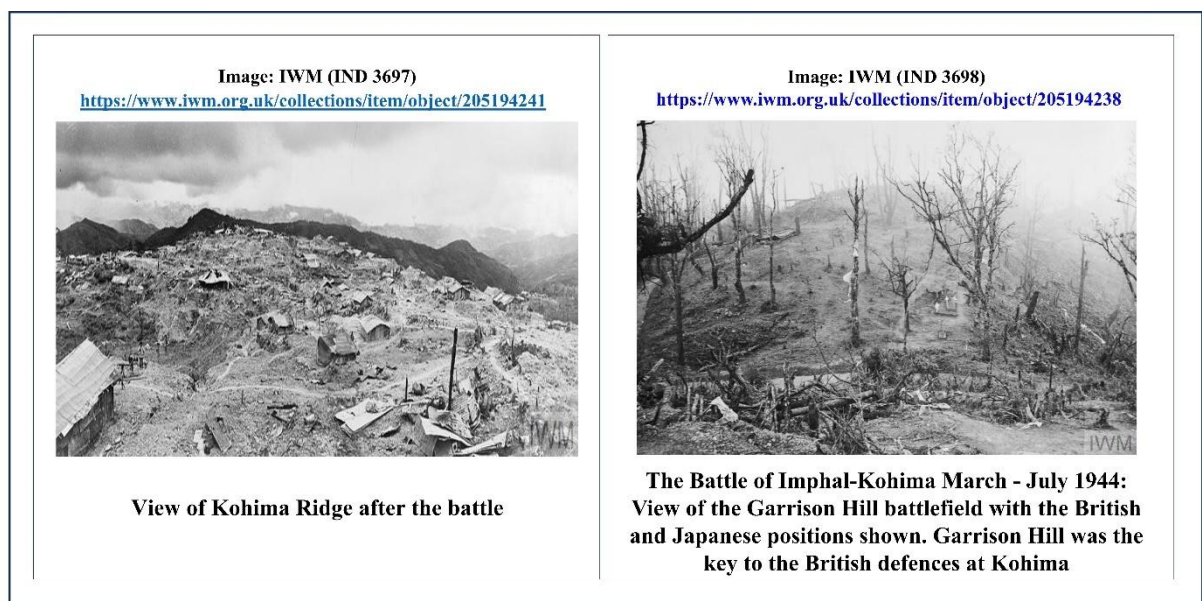 Image: IWM (IND 3697)
https://www.iwm.org.uk/collections/item/object/205194241
IWM
View of Kohima Ridge after the battle
Image: IWM (IND 3698)
https://www.iwm.org.uk/collections/item/object/205194238
IWM
The Battle of Imphal-Kohima March - July 1944:
View of the Garrison Hill battlefield with the British
and Japanese positions shown. Garrison Hill was the
key to the British defences at Kohima